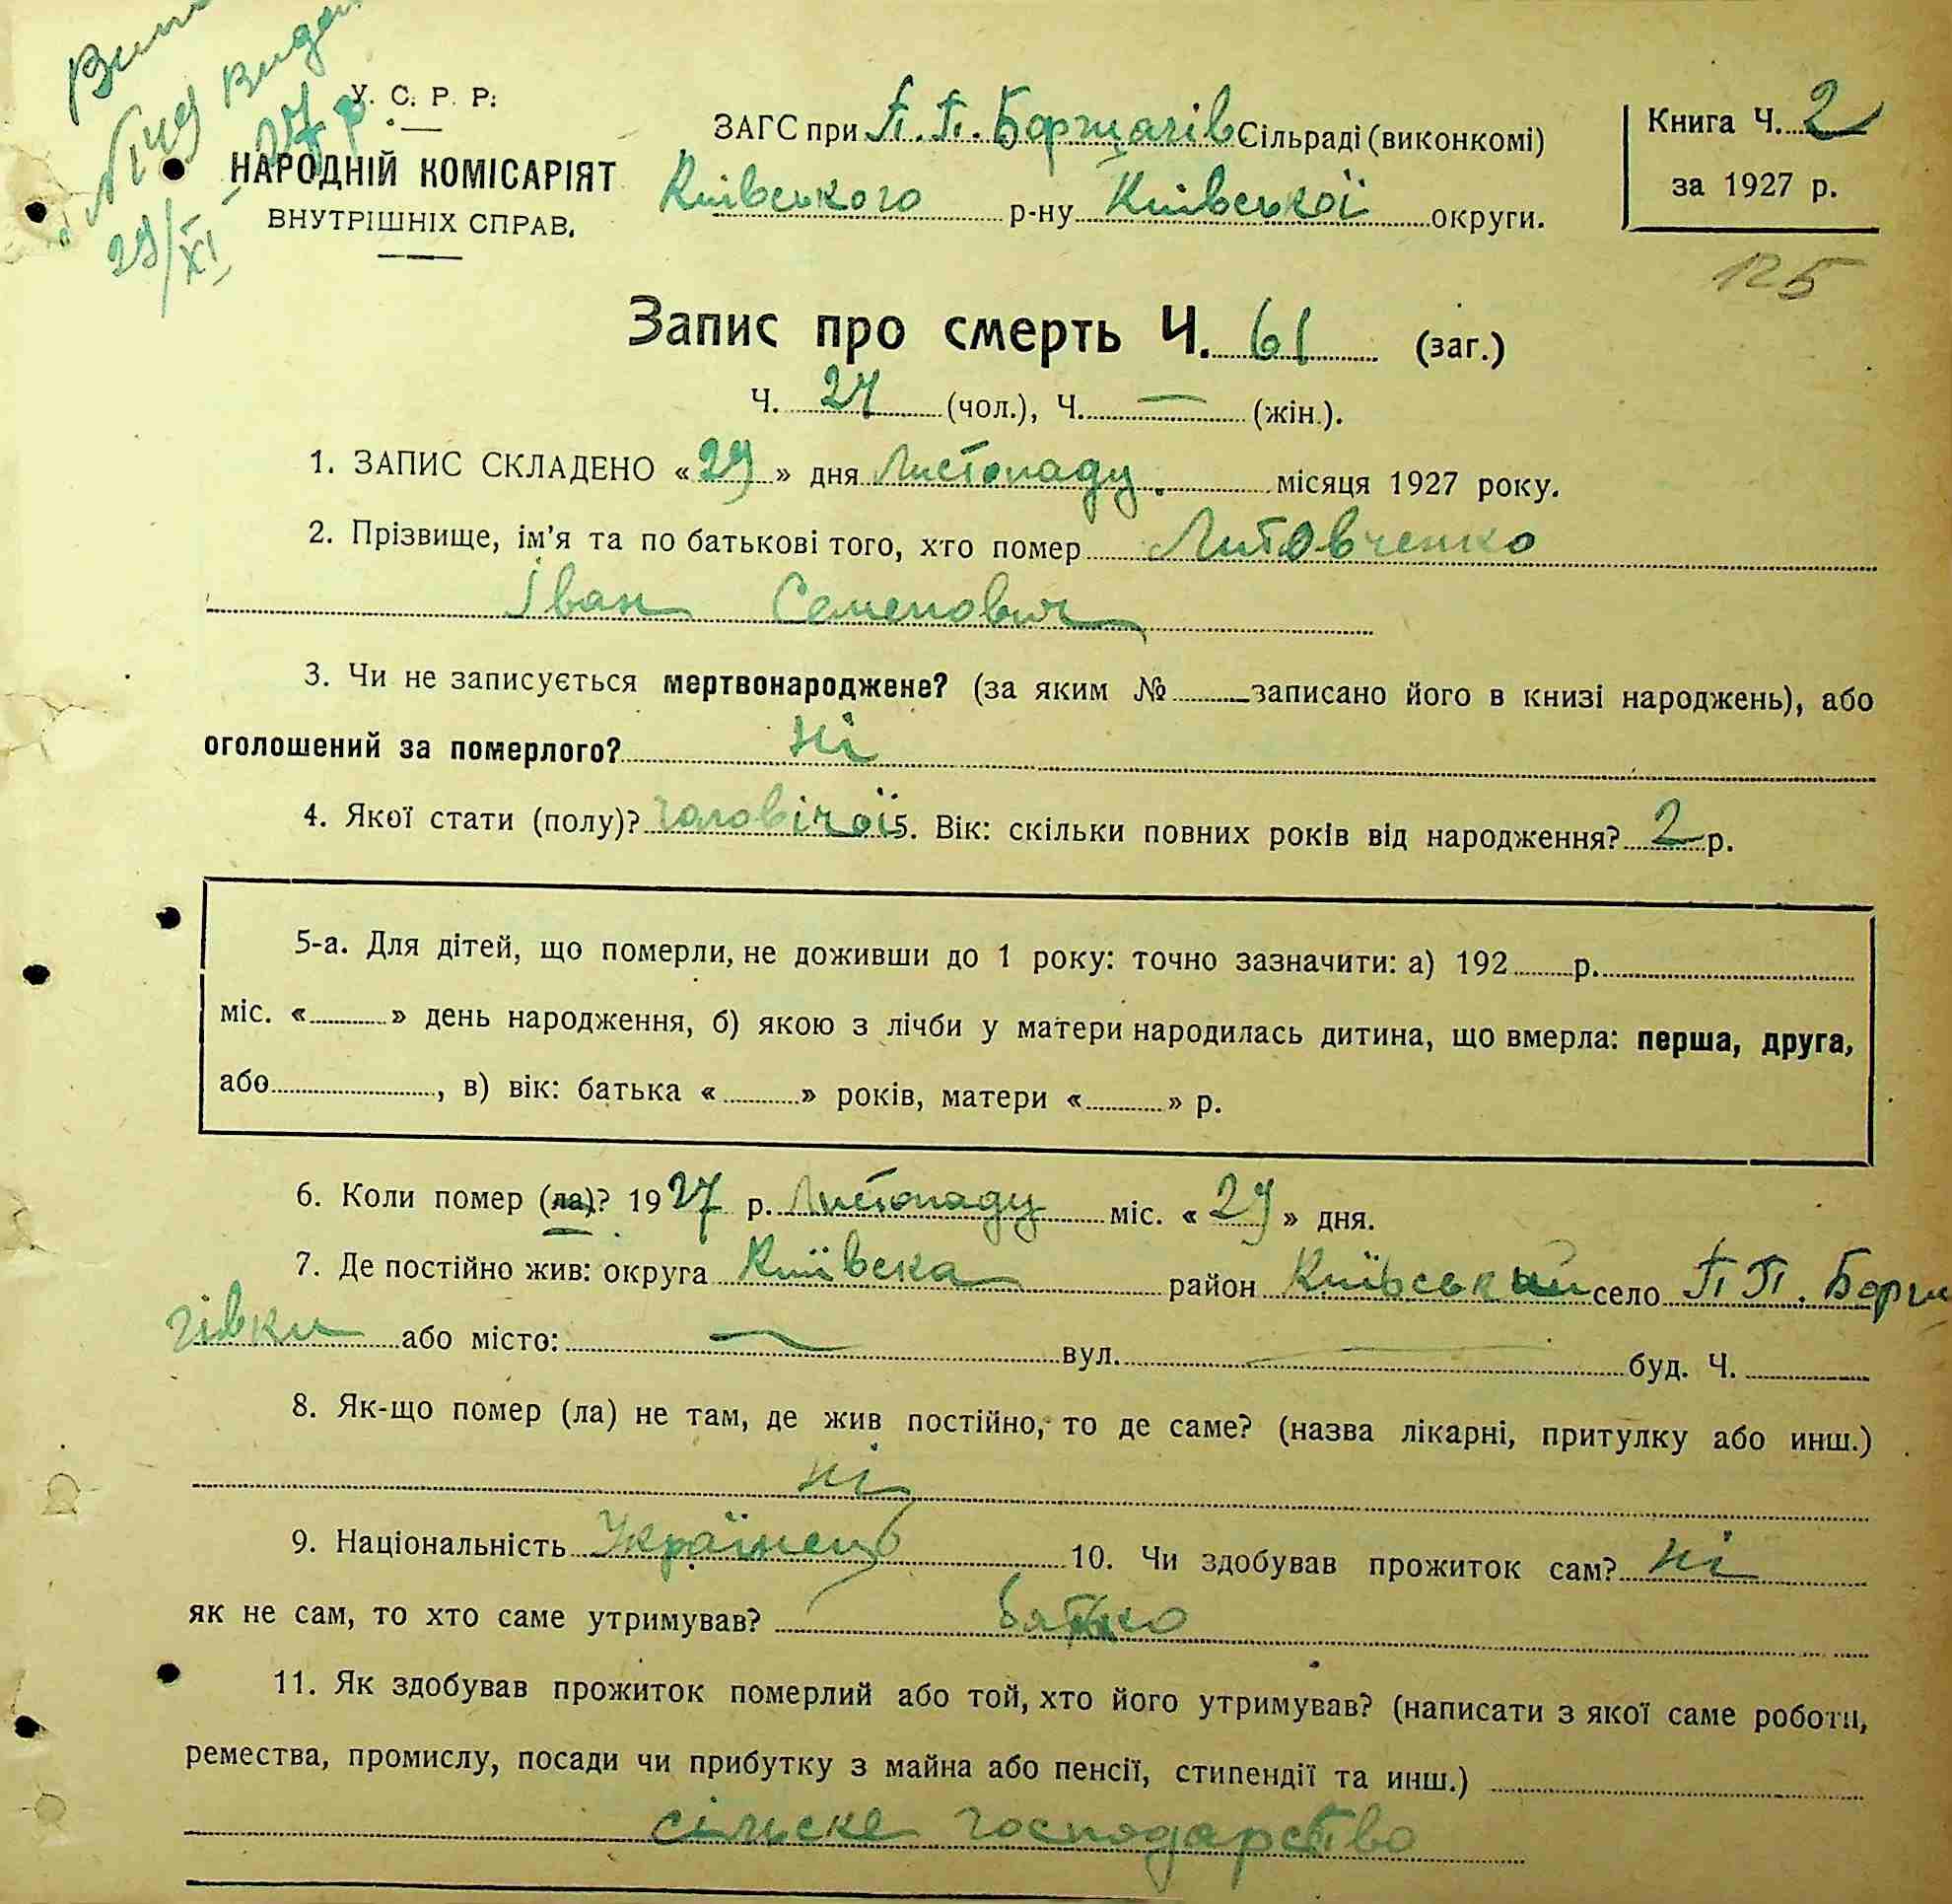 У. С. Р. Р.
НАРОДНІЙ КОМІСАРІЯТ
ВНУТРІШНІХ СПРАВ.
29/XI
27 р
ЗАГС при П. П. Борщагів Сільраді (виконкомі)
Київського р-ну Київської округи.
Книга Ч. 2
за 1927 р.
125
Запис про смерть Ч. 61 (заг.)
Ч. 27 (чол.), Ч. — (жін.).
1. ЗАПИС СКЛАДЕНО « 29 » дня Листопаду місяця 1927 року.
2. Прізвище, ім'я та по батькові того, хто помер Литовченко
Іван Семенович
3. Чи не записується мертвонароджене? (за яким № записано його в книзі народжень), або
оголошений за померлого? ні
4. Якої стати (полу)? чоловічої 5. Вік: скільки повних років від народження? 2 р.
5-а. Для дітей, що померли, не доживши до 1 року: точно зазначити: а) 192 р.
міс. « » день народження, б) якою з лічби у матери народилась дитина, що вмерла: перша, друга,
або , в) вік: батька « » років, матери « » р.
6. Коли помер (ла)? 1927 р. Листопаду міс. « 29 » дня.
7. Де постійно жив: округа Київска район Київський село П П. Борща
гівки або місто: — вул. — буд. Ч.
8. Як-що помер (ла) не там, де жив постійно, то де саме? (назва лікарні, притулку або инш.)
ні
9. Національність Українець 10. Чи здобував прожиток сам? ні
як не сам, то хто саме утримував? батько
11. Як здобував прожиток померлий або той, хто його утримував? (написати з якої саме роботи,
ремества, промислу, посади чи прибутку з майна або пенсії, стипендії та инш.)
сільске господарство